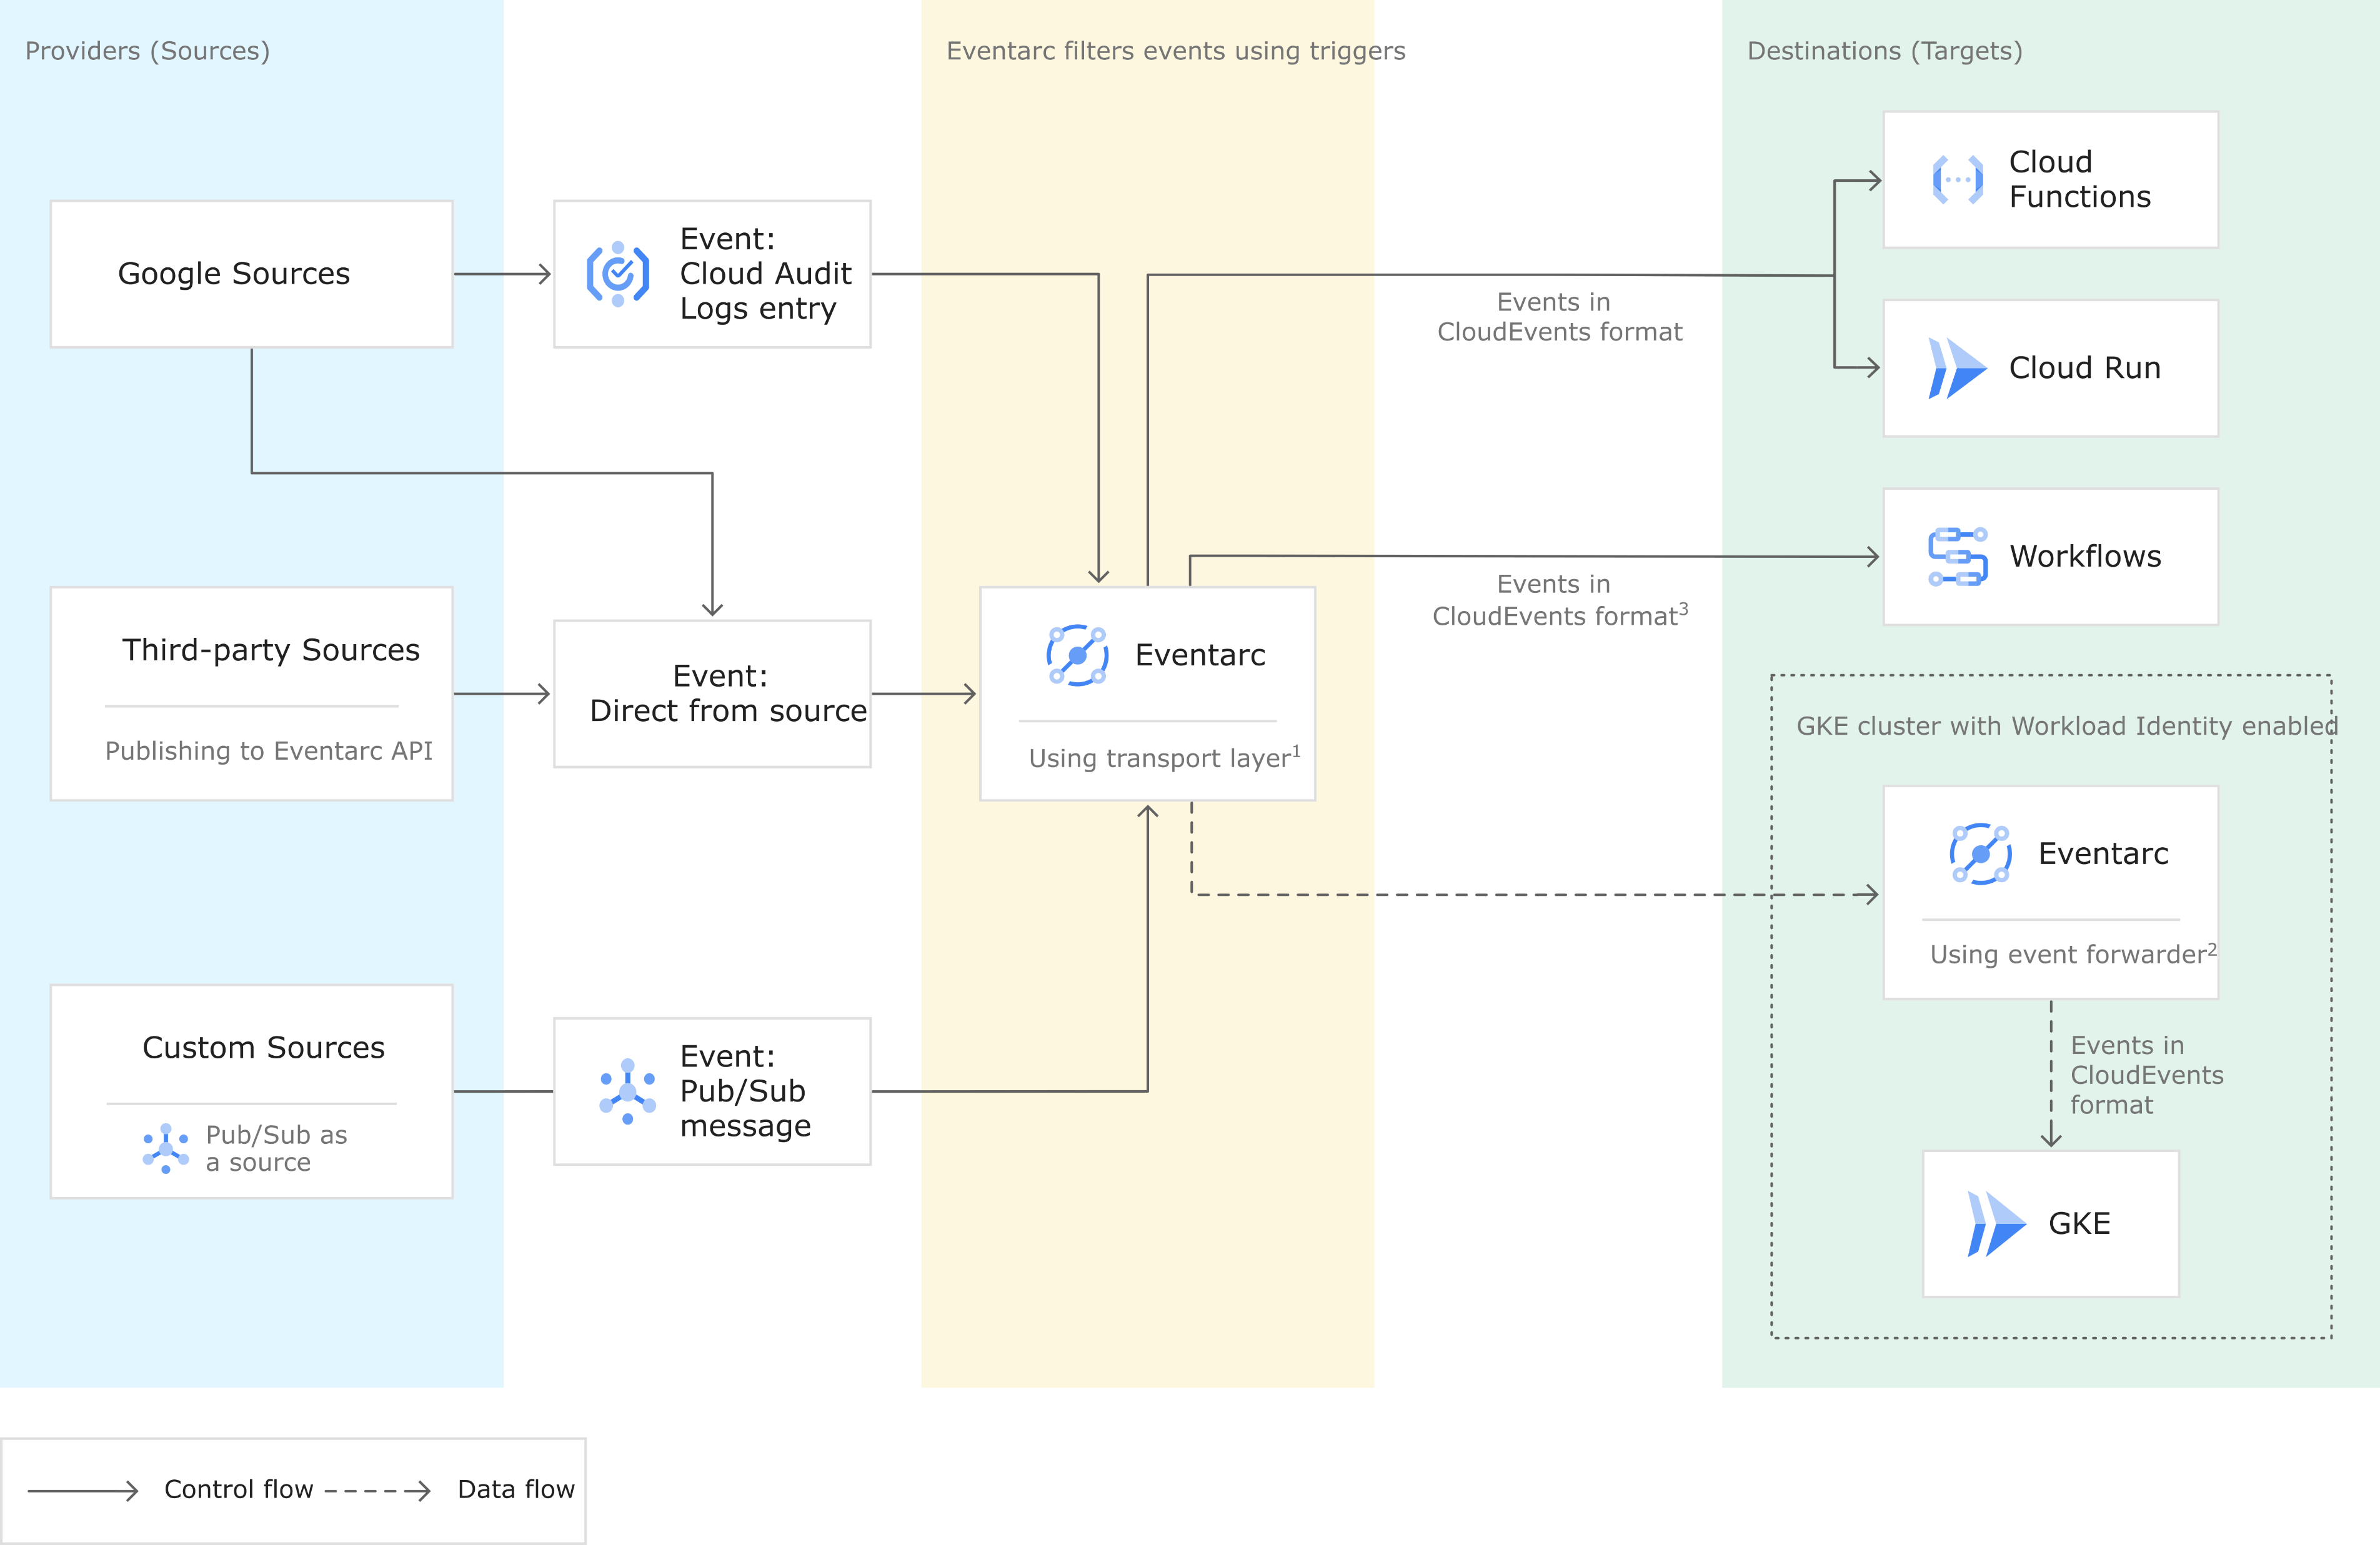 Providers (Sources)
Eventarc filters events using triggers
Destinations (Targets)
Google Sources
Event:
Cloud Audit
Logs entry
Third-party Sources
Publishing to Eventarc API
Event:
Direct from source
Custom Sources
Pub/Sub as
a source
Event:
Pub/Sub
message
Eventarc
Using transport layer¹
Events in
CloudEvents format
Events in
CloudEvents format³
Cloud
Functions
Cloud Run
Workflows
GKE cluster with Workload Identity enabled
Eventarc
Using event forwarder²
Events in
CloudEvents
format
GKE
Control flow
Data flow